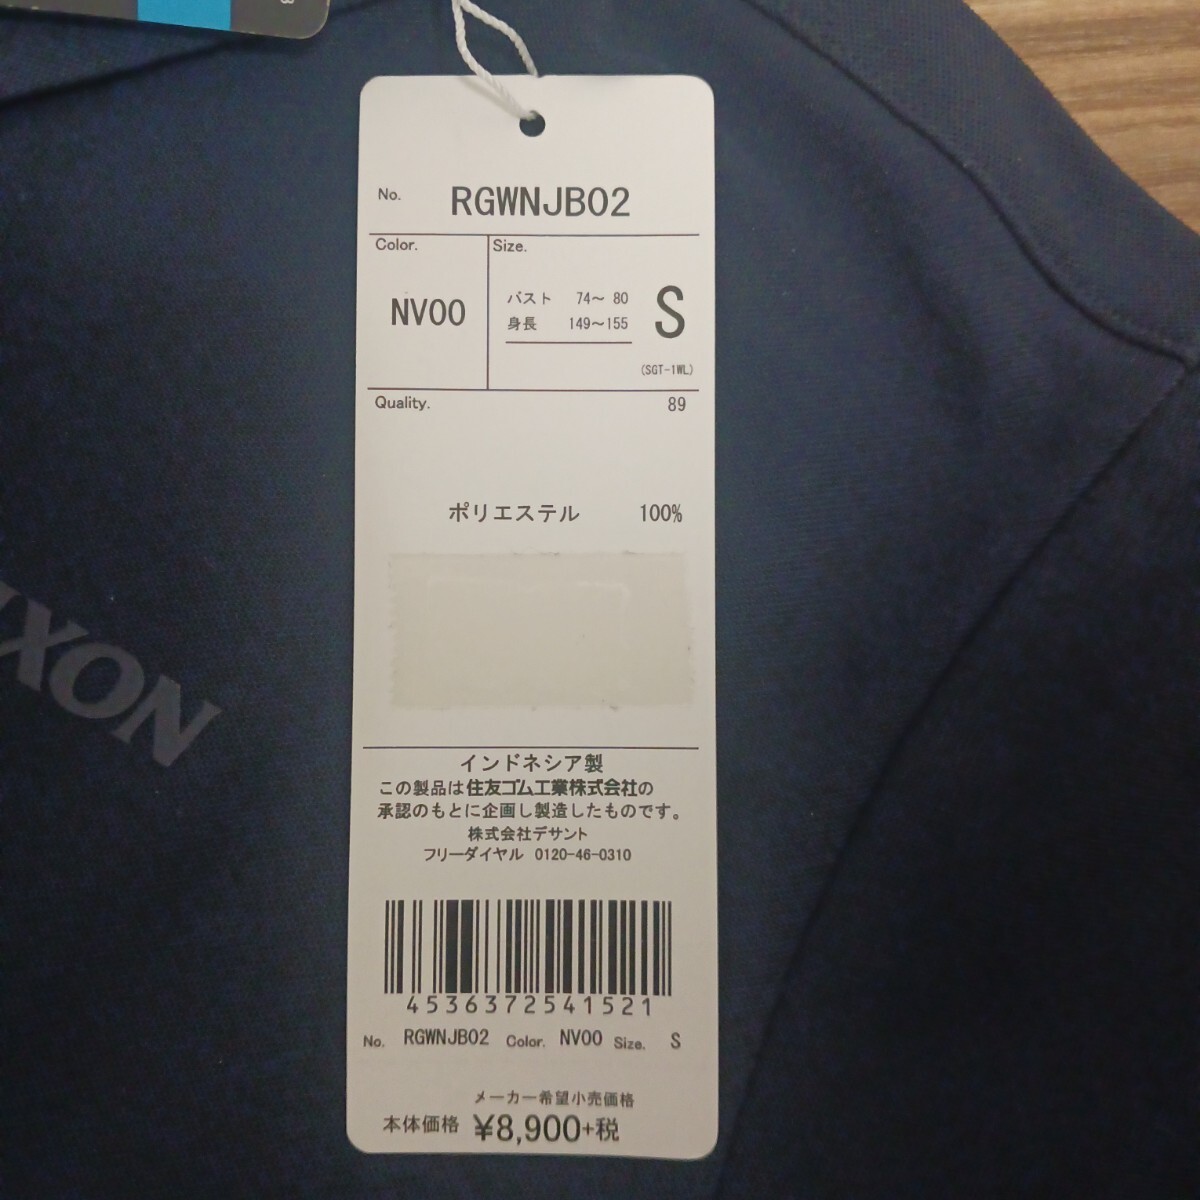 No. RGWNJB02
Color. Size.
NV00
バスト 74～ 80
身長 149～155
S
(SGT-1WL)
Quality. 89
ポリエステル 100%
XON
インドネシア製
この製品は住友ゴム工業株式会社の
承認のもとに企画し製造したものです。
株式会社デサント
フリーダイヤル 0120-46-0310
4536372541521
No. RGWNJB02 Color. NV00 Size. S
メーカー希望小売価格
本体価格 ¥8,900+税